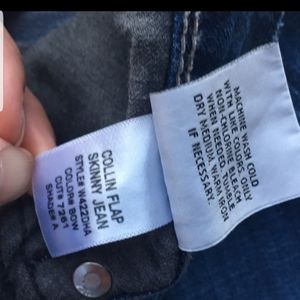 COLLIN FLAP
SKINNY JEAN
STYLE# W422DHA
COLOR# BOW
CUT# 7261
SHADE# A
MACHINE WASH COLD
WITH LIKE COLORS. ONLY
NON-CHLORINE BLEACH
WHEN NEEDED. TUMBLE
DRY MEDIUM. WARM IRON
IF NECESSARY.